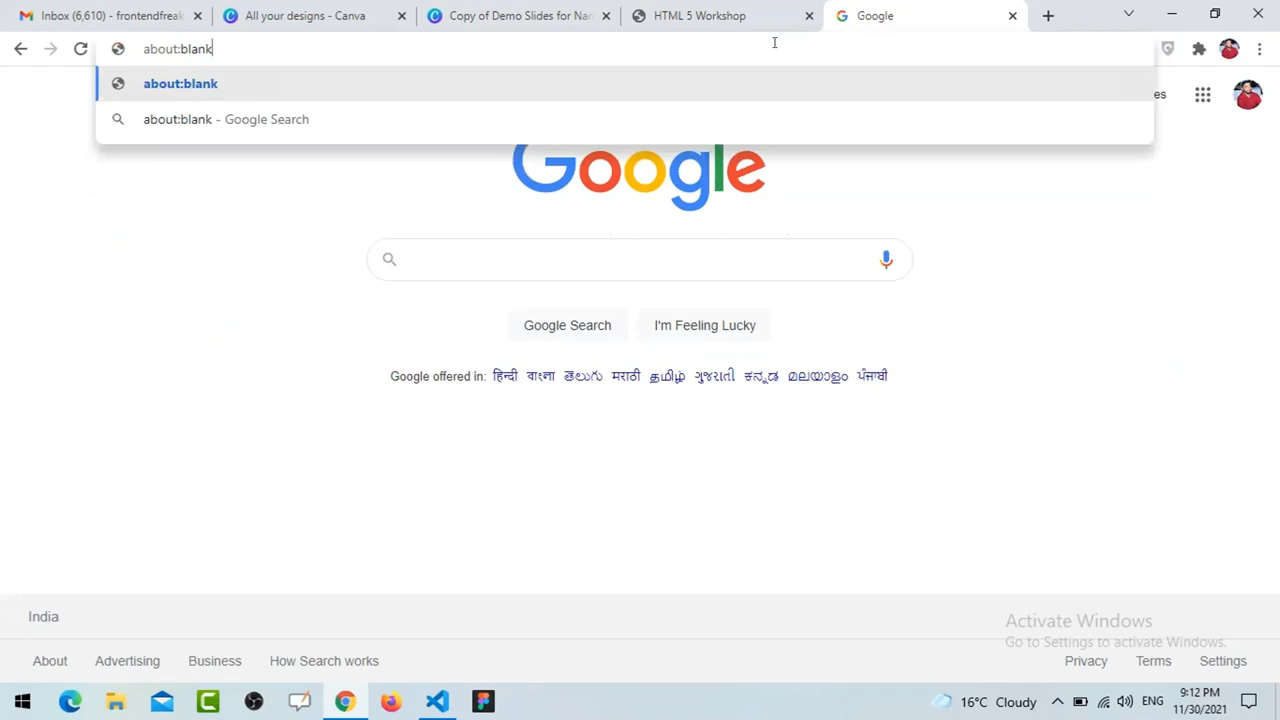 Inbox (6,610) - frontendfreak
All your designs - Canva
Copy of Demo Slides for Nan
HTML 5 Workshop
Google
about:blank
about:blank
about:blank - Google Search
es
Google
Google Search
I'm Feeling Lucky
Google offered in: हिन्दी বাংলা తెలుగు मराठी தமிழ் ગુજરાતી ಕನ್ನಡ മലയാളം ਪੰਜਾਬੀ
India
Activate Windows
Go to Settings to activate Windows.
About
Advertising
Business
How Search works
Privacy
Terms
Settings
16°C Cloudy
ENG
9:12 PM
11/30/2021